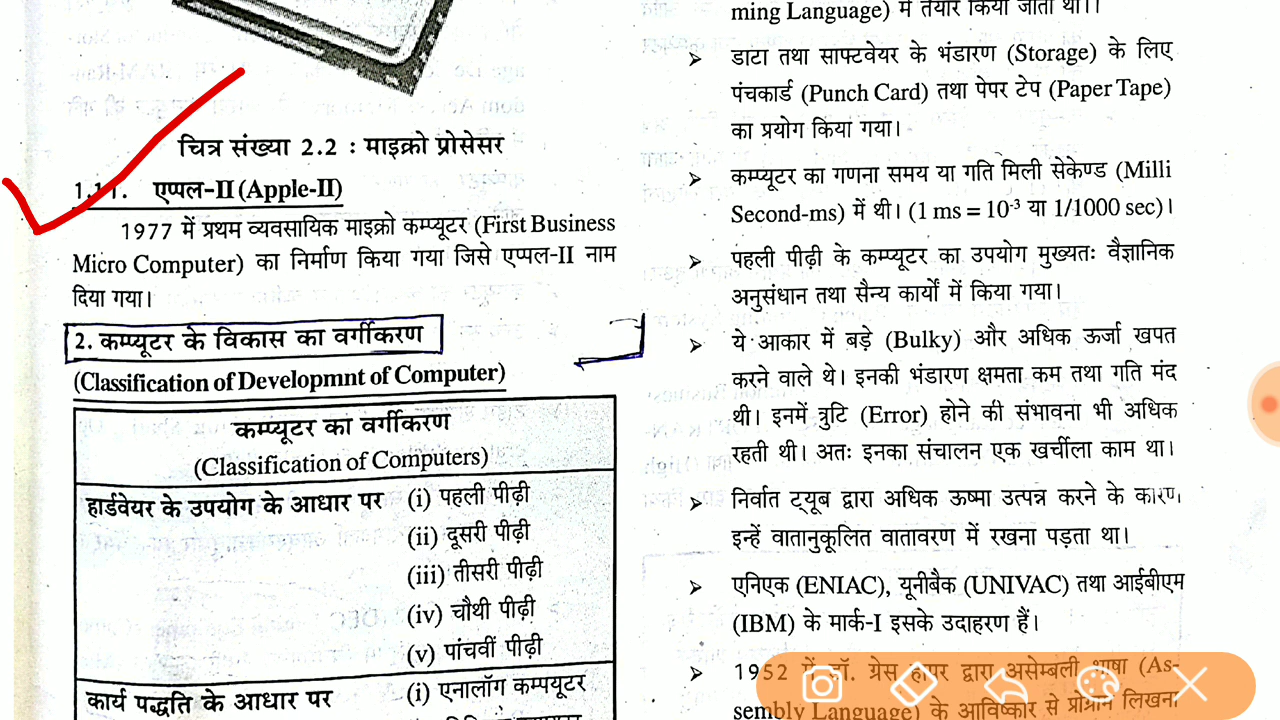 चित्र संख्या 2.2 : माइक्रो प्रोसेसर
1.11. एप्पल-II (Apple-II)
1977 में प्रथम व्यवसायिक माइक्रो कम्प्यूटर (First Business
Micro Computer) का निर्माण किया गया जिसे एप्पल-II नाम
दिया गया।
2. कम्प्यूटर के विकास का वर्गीकरण
(Classification of Developmnt of Computer)
कम्प्यूटर का वर्गीकरण
(Classification of Computers)
हार्डवेयर के उपयोग के आधार पर (i) पहली पीढ़ी
(ii) दूसरी पीढ़ी
(iii) तीसरी पीढ़ी
(iv) चौथी पीढ़ी
(v) पांचवीं पीढ़ी
कार्य पद्धति के आधार पर (i) एनालॉग कम्पयूटर
ming Language) में तैयार किया जाता था।।
➢ डाटा तथा साफ्टवेयर के भंडारण (Storage) के लिए
पंचकार्ड (Punch Card) तथा पेपर टेप (Paper Tape)
का प्रयोग किया गया।
➢ कम्प्यूटर का गणना समय या गति मिली सेकेण्ड (Milli
Second-ms) में थी। (1 ms = 10⁻³ या 1/1000 sec)।
➢ पहली पीढ़ी के कम्प्यूटर का उपयोग मुख्यतः वैज्ञानिक
अनुसंधान तथा सैन्य कार्यों में किया गया।
➢ ये आकार में बड़े (Bulky) और अधिक ऊर्जा खपत
करने वाले थे। इनकी भंडारण क्षमता कम तथा गति मंद
थी। इनमें त्रुटि (Error) होने की संभावना भी अधिक
रहती थी। अतः इनका संचालन एक खर्चीला काम था।
➢ निर्वात ट्यूब द्वारा अधिक ऊष्मा उत्पन्न करने के कारण
इन्हें वातानुकूलित वातावरण में रखना पड़ता था।
➢ एनिएक (ENIAC), यूनीबैक (UNIVAC) तथा आईबीएम
(IBM) के मार्क-I इसके उदाहरण हैं।
➢ 1952 में डॉ. ग्रेस हापर द्वारा असेम्बली भाषा (As-
sembly Language) के आविष्कार से प्रोग्राम लिखना